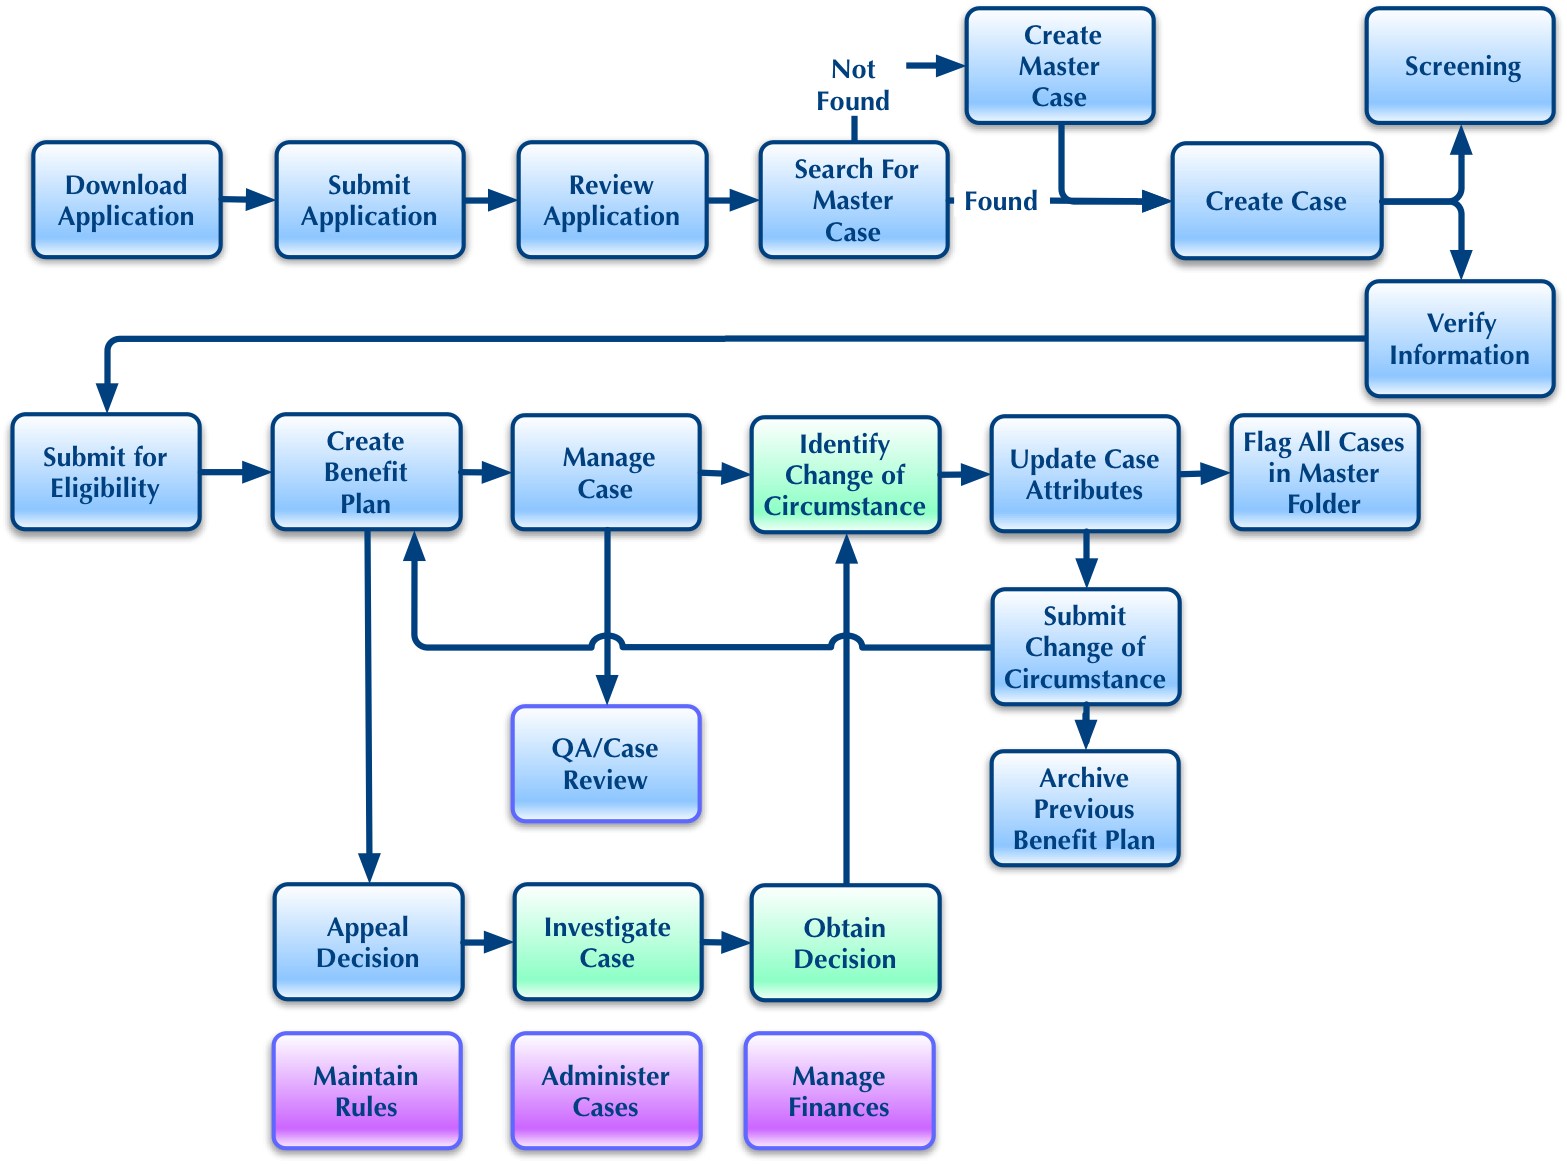 Create
Master
Case
Screening
Not
Found
Download
Application
Submit
Application
Review
Application
Search For
Master
Case
Found
Create Case
Verify
Information
Submit for
Eligibility
Create
Benefit
Plan
Manage
Case
Identify
Change of
Circumstance
Update Case
Attributes
Flag All Cases
in Master
Folder
Submit
Change of
Circumstance
QA/Case
Review
Archive
Previous
Benefit Plan
Appeal
Decision
Investigate
Case
Obtain
Decision
Maintain
Rules
Administer
Cases
Manage
Finances